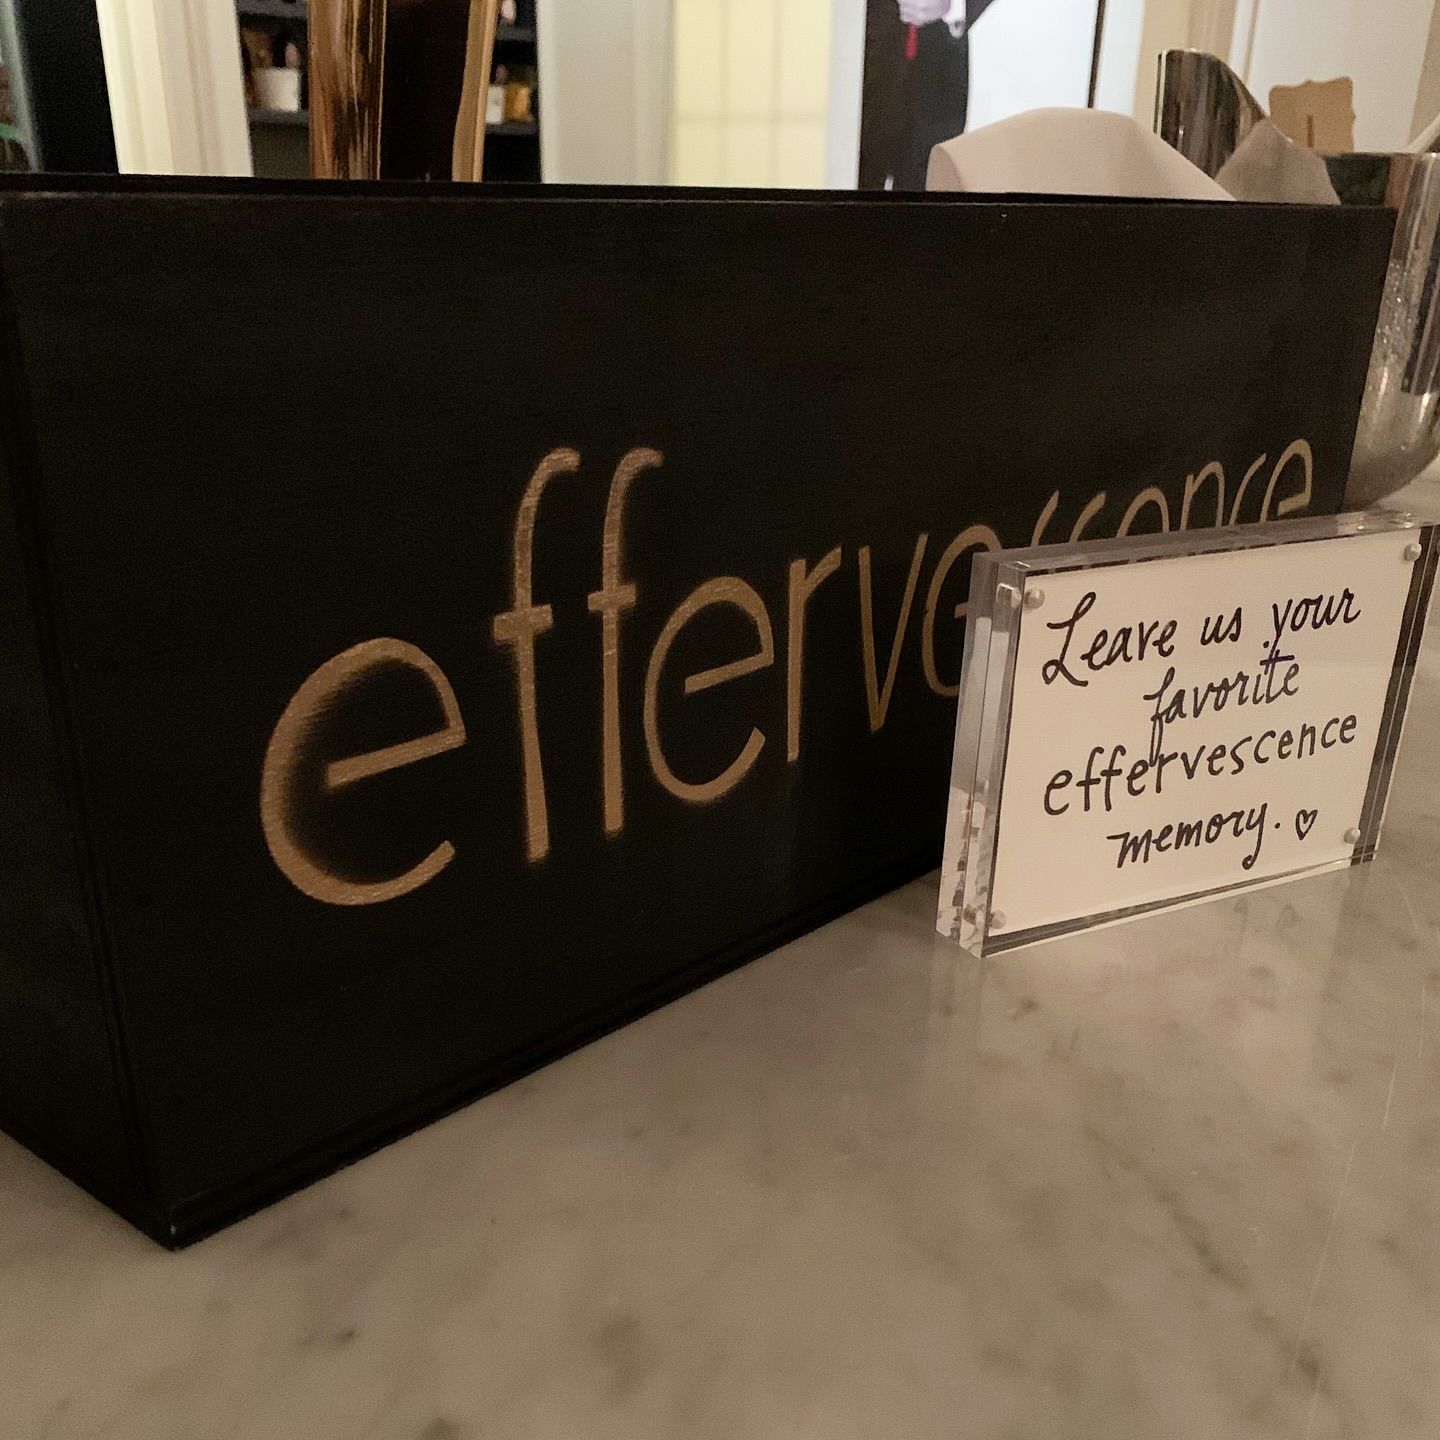 effervescence
Leave us your
favorite
effervescence
memory. ♡